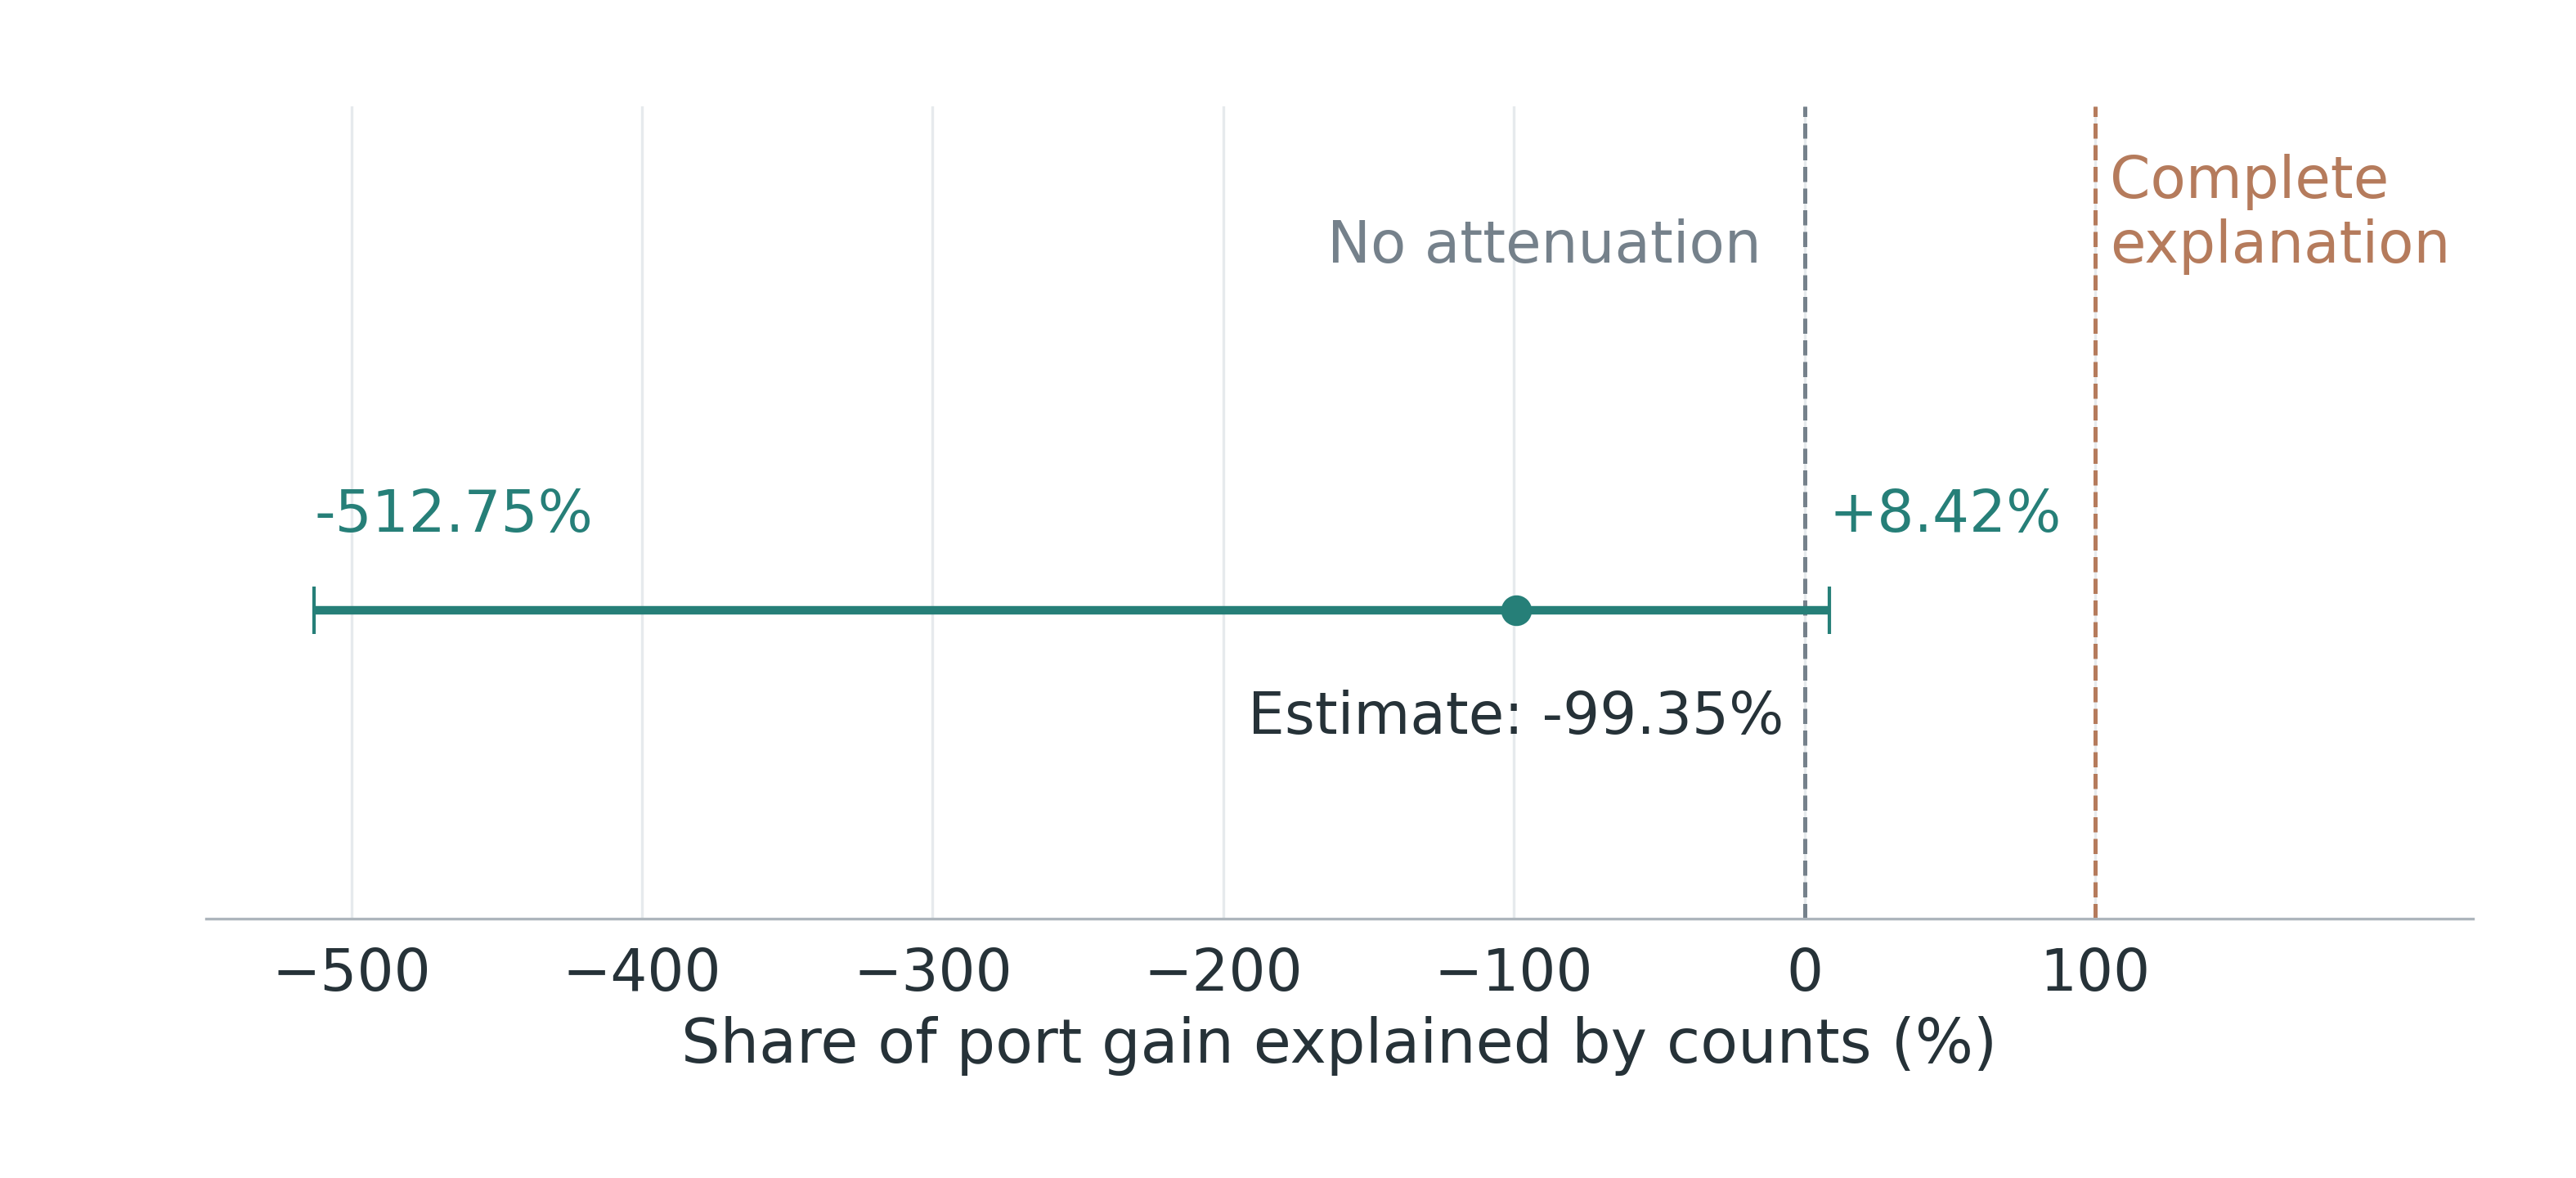 Complete
No attenuation
explanation
-512.75%
+8.42%
Estimate: -99.35%
−500
−400
−300
−200
−100
0
100
Share of port gain explained by counts (%)